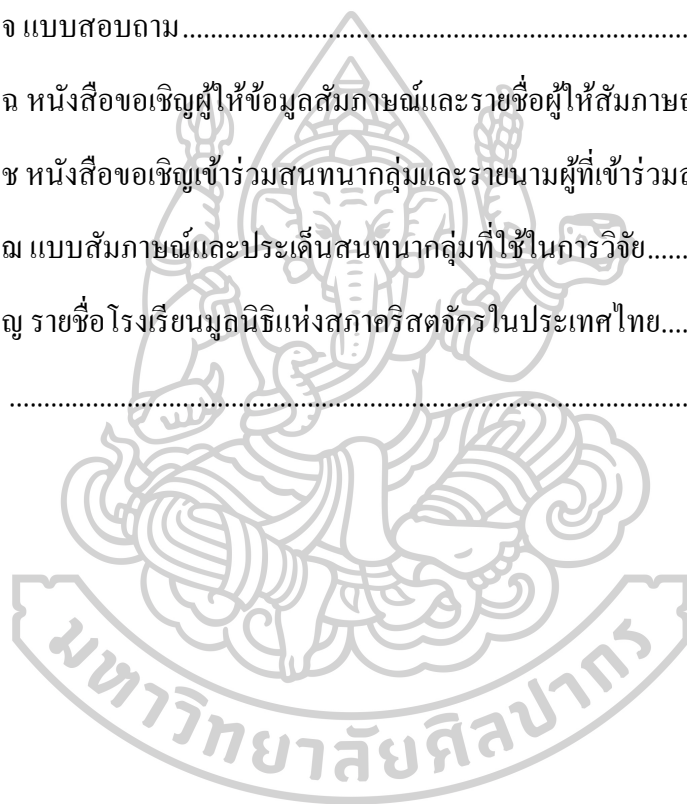 จ แบบสอบถาม........................................................................
ฉ หนังสือขอเชิญผู้ให้ข้อมูลสัมภาษณ์และรายชื่อผู้ให้สัมภาษณ์
ช หนังสือขอเชิญเข้าร่วมสนทนากลุ่มและรายนามผู้ที่เข้าร่วม
ฌ แบบสัมภาษณ์และประเด็นสนทนากลุ่มที่ใช้ในการวิจัย......
ญ รายชื่อโรงเรียนมูลนิธิแห่งสภาคริสตจักรในประเทศไทย....
....................................................................................................
มหาวิทยาลัยศิลปากร